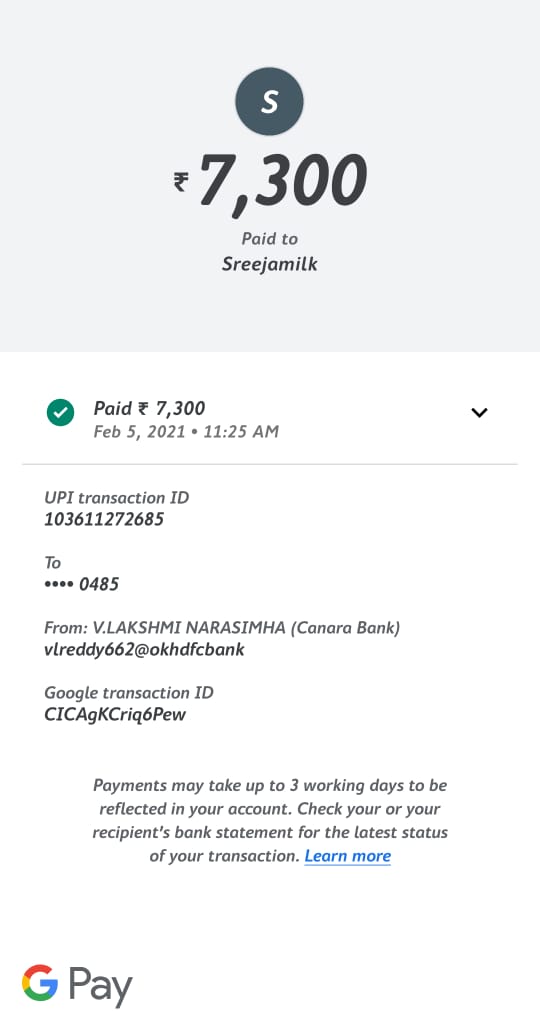 S
₹7,300
Paid to
Sreejamilk
Paid ₹ 7,300
Feb 5, 2021 • 11:25 AM
UPI transaction ID
103611272685
To
•••• 0485
From: V.LAKSHMI NARASIMHA (Canara Bank)
vlreddy662@okhdfcbank
Google transaction ID
CICAgKCriq6Pew
Payments may take up to 3 working days to be
reflected in your account. Check your or your
recipient's bank statement for the latest status
of your transaction. Learn more
G Pay